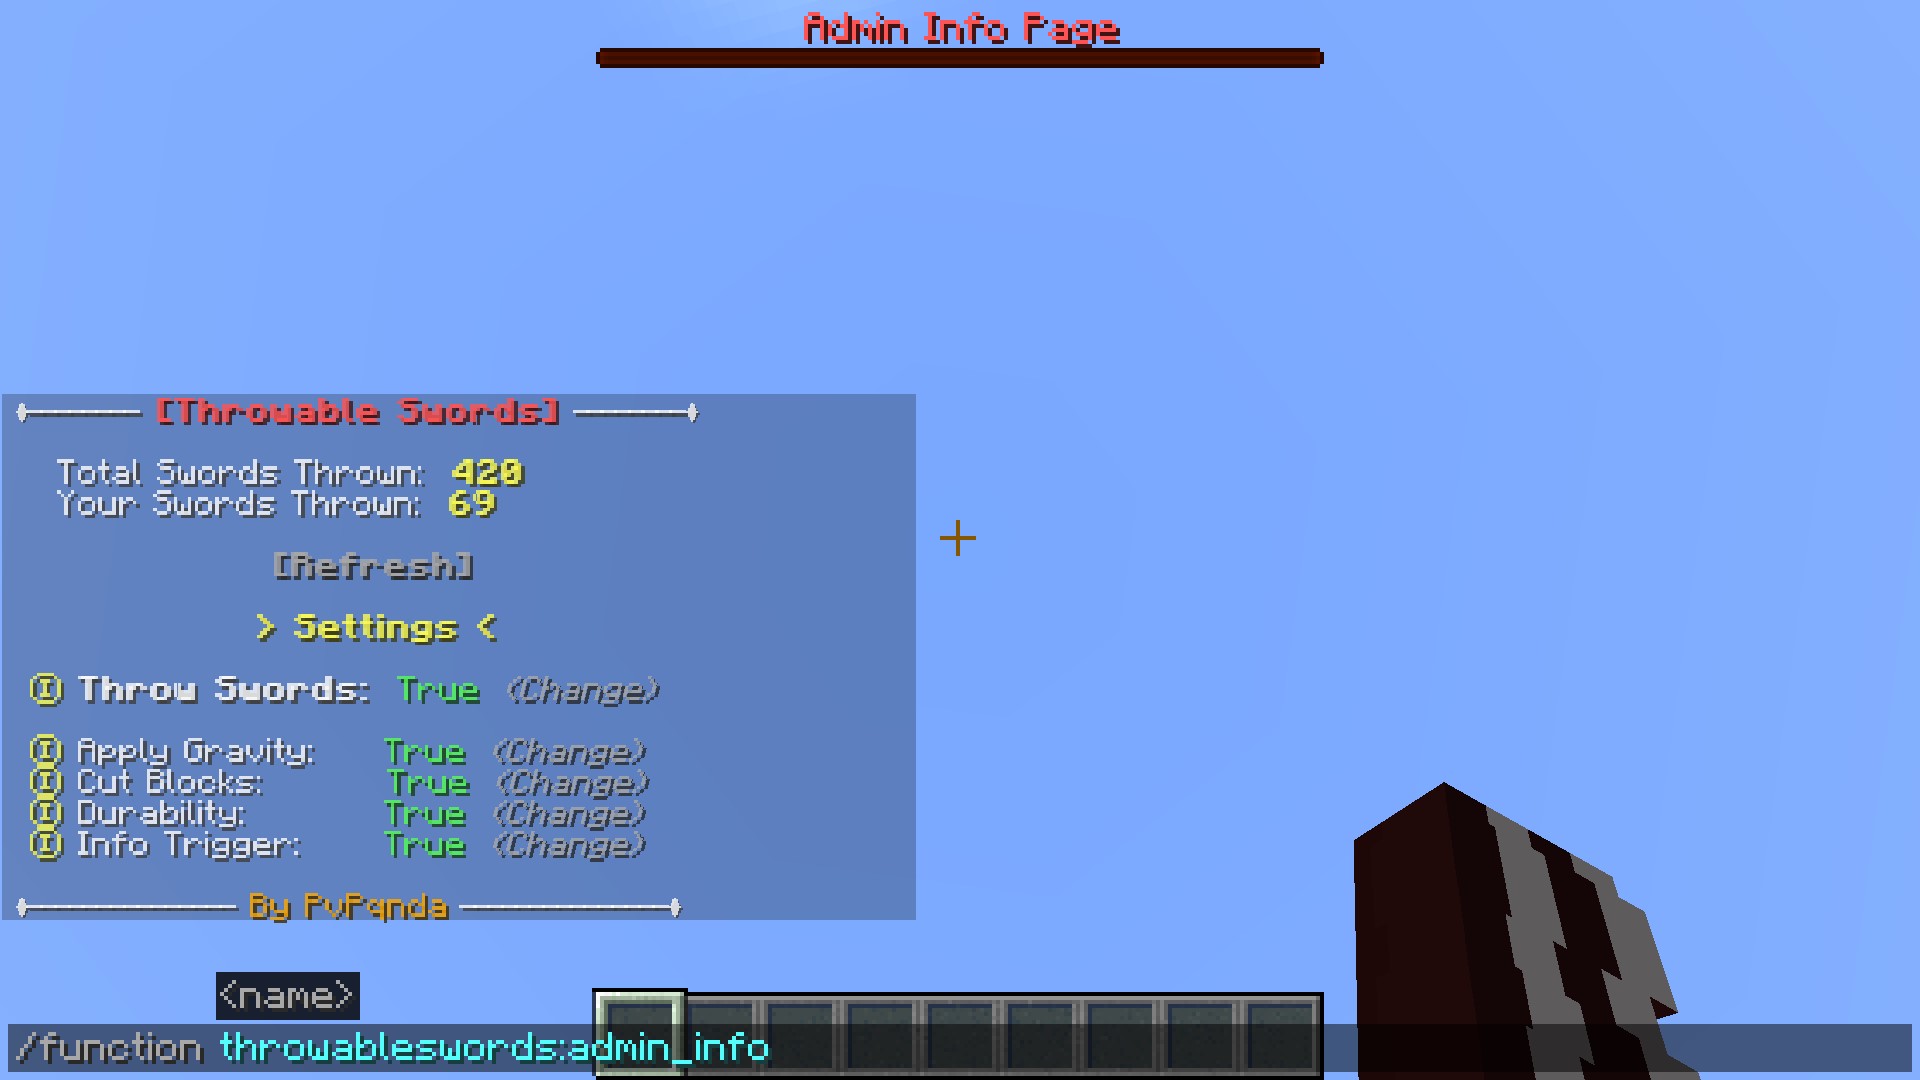 Admin Info Page
[Throwable Swords]
Total Swords Thrown: 420
Your Swords Thrown: 69
[Refresh]
> Settings <
ⓘ Throw Swords: True (Change)
ⓘ Apply Gravity: True (Change)
ⓘ Cut Blocks: True (Change)
ⓘ Durability: True (Change)
ⓘ Info Trigger: True (Change)
By PvPqnda
<name>
/function throwableswords:admin_info